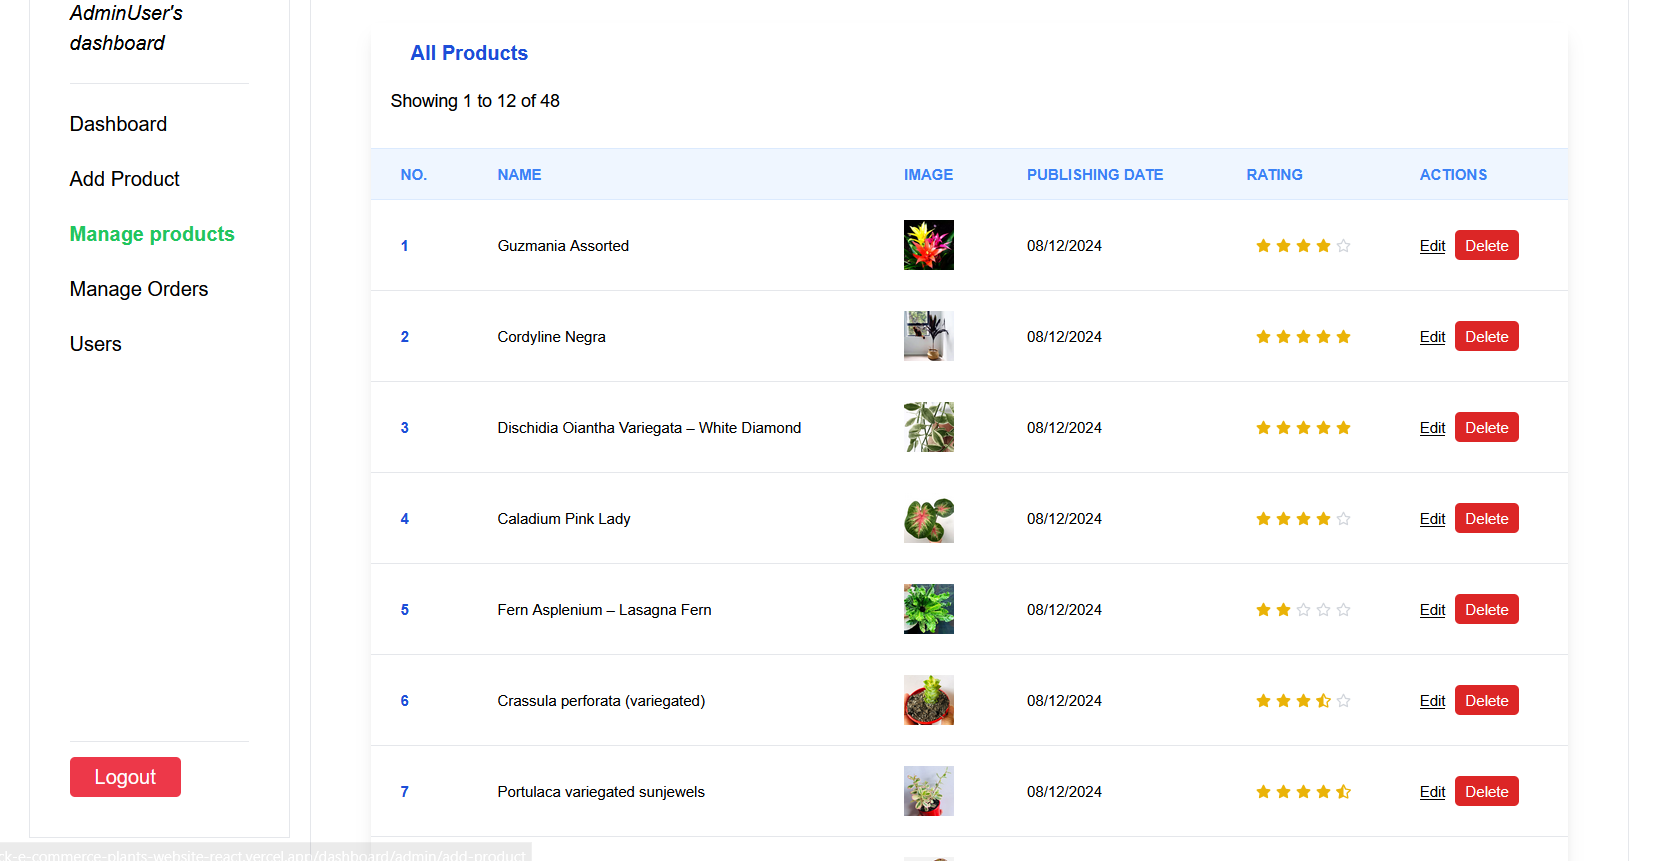 AdminUser's
dashboard
Dashboard
Add Product
Manage products
Manage Orders
Users
Logout
All Products
Showing 1 to 12 of 48
NO. NAME IMAGE PUBLISHING DATE RATING ACTIONS
1 Guzmania Assorted 08/12/2024 Edit Delete
2 Cordyline Negra 08/12/2024 Edit Delete
3 Dischidia Oiantha Variegata – White Diamond 08/12/2024 Edit Delete
4 Caladium Pink Lady 08/12/2024 Edit Delete
5 Fern Asplenium – Lasagna Fern 08/12/2024 Edit Delete
6 Crassula perforata (variegated) 08/12/2024 Edit Delete
7 Portulaca variegated sunjewels 08/12/2024 Edit Delete
ck-e-commerce-plants-website-react.vercel.app/dashboard/admin/add-product